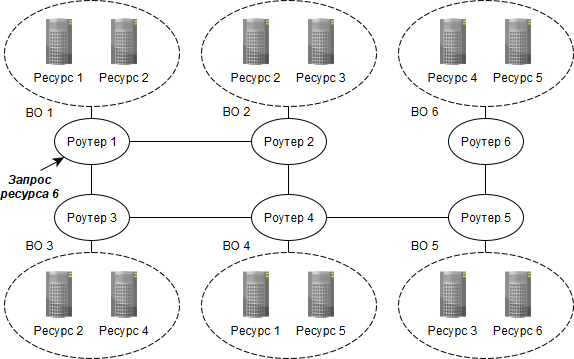 Ресурс 1 Ресурс 2
Ресурс 2 Ресурс 3
Ресурс 4 Ресурс 5
ВО 1
ВО 2
ВО 6
Роутер 1
Роутер 2
Роутер 6
Запрос
ресурса 6
Роутер 3
Роутер 4
Роутер 5
ВО 3
ВО 4
ВО 5
Ресурс 2 Ресурс 4
Ресурс 1 Ресурс 5
Ресурс 3 Ресурс 6